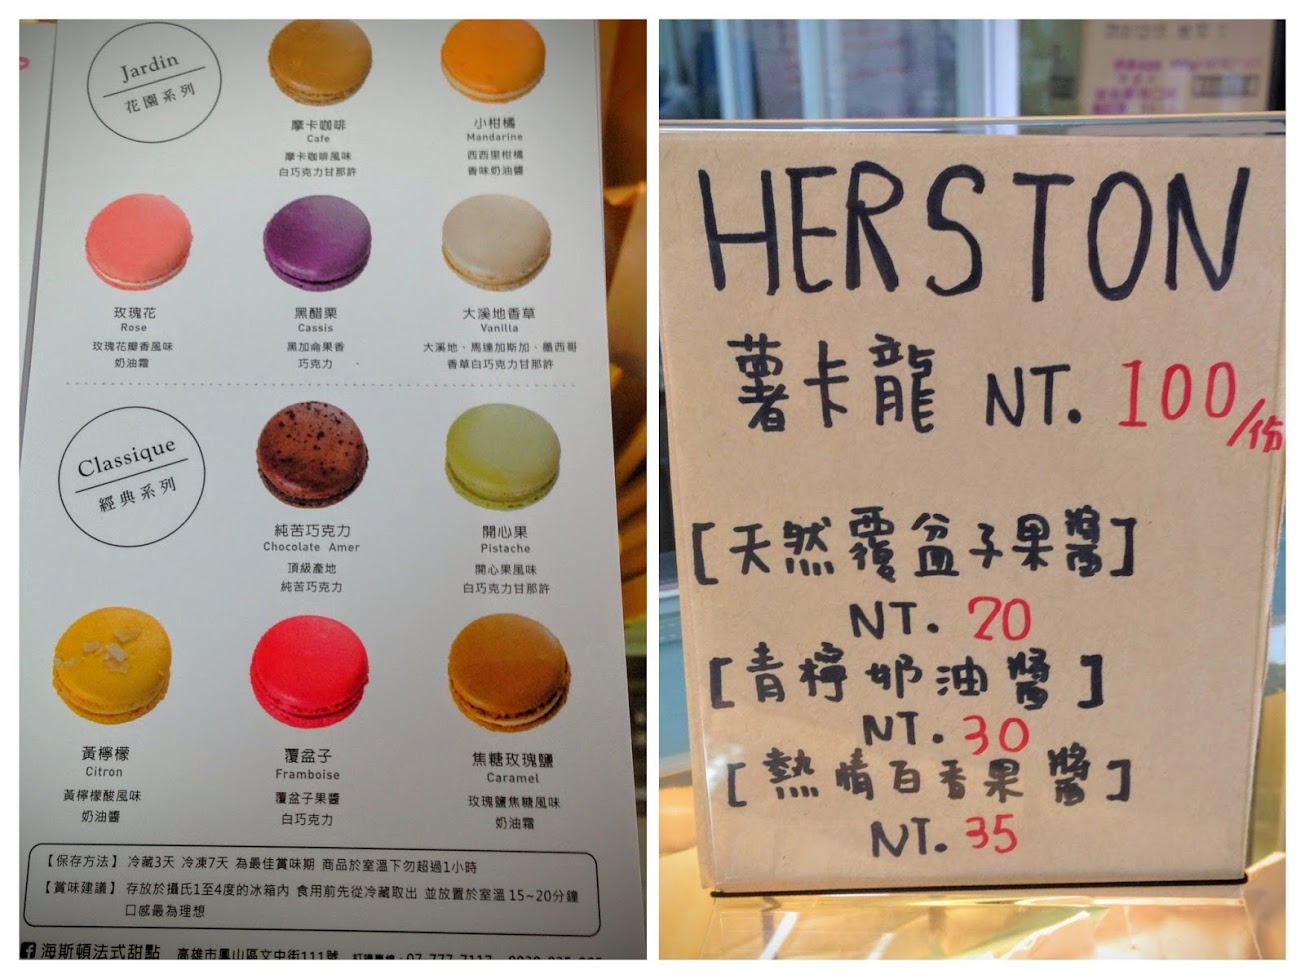 Jardin
花園系列
摩卡咖啡
Cafe
摩卡咖啡風味
白巧克力甘那許
小柑橘
Mandarine
西西里柑橘
香味奶油醬
玫瑰花
Rose
玫瑰花瓣香風味
奶油霜
黑醋栗
Cassis
黑加侖果香
巧克力
大溪地香草
Vanilla
大溪地、馬達加斯加、墨西哥
香草白巧克力甘那許
Classique
經典系列
純苦巧克力
Chocolate Amer
頂級產地
純苦巧克力
開心果
Pistache
開心果風味
白巧克力甘那許
黃檸檬
Citron
黃檸檬酸風味
奶油醬
覆盆子
Framboise
覆盆子果醬
白巧克力
焦糖玫瑰鹽
Caramel
玫瑰鹽焦糖風味
奶油霜
【保存方法】 冷藏3天 冷凍7天 為最佳賞味期 商品於室溫下勿超過1小時
【賞味建議】 存放於攝氏1至4度的冰箱內 食用前先從冷藏取出 並放置於室溫 15~20分鐘
口感最為理想
海斯頓法式甜點 高雄市鳳山區文中街111號 07-777-7117
HERSTON
薯卡龍 NT. 100/份
[天然覆盆子果醬]
NT. 20
[青檸奶油醬]
NT. 30
[熱情百香果醬]
NT. 35